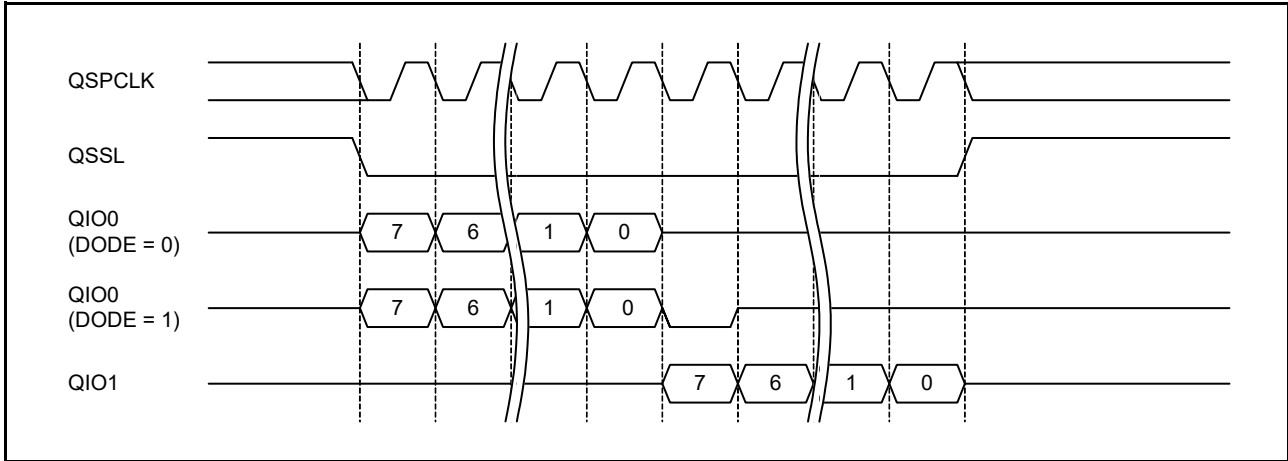 QSPCLK
QSSL
QIO0
(DODE = 0)
7 6 1 0
QIO0
(DODE = 1)
7 6 1 0
QIO1
7 6 1 0